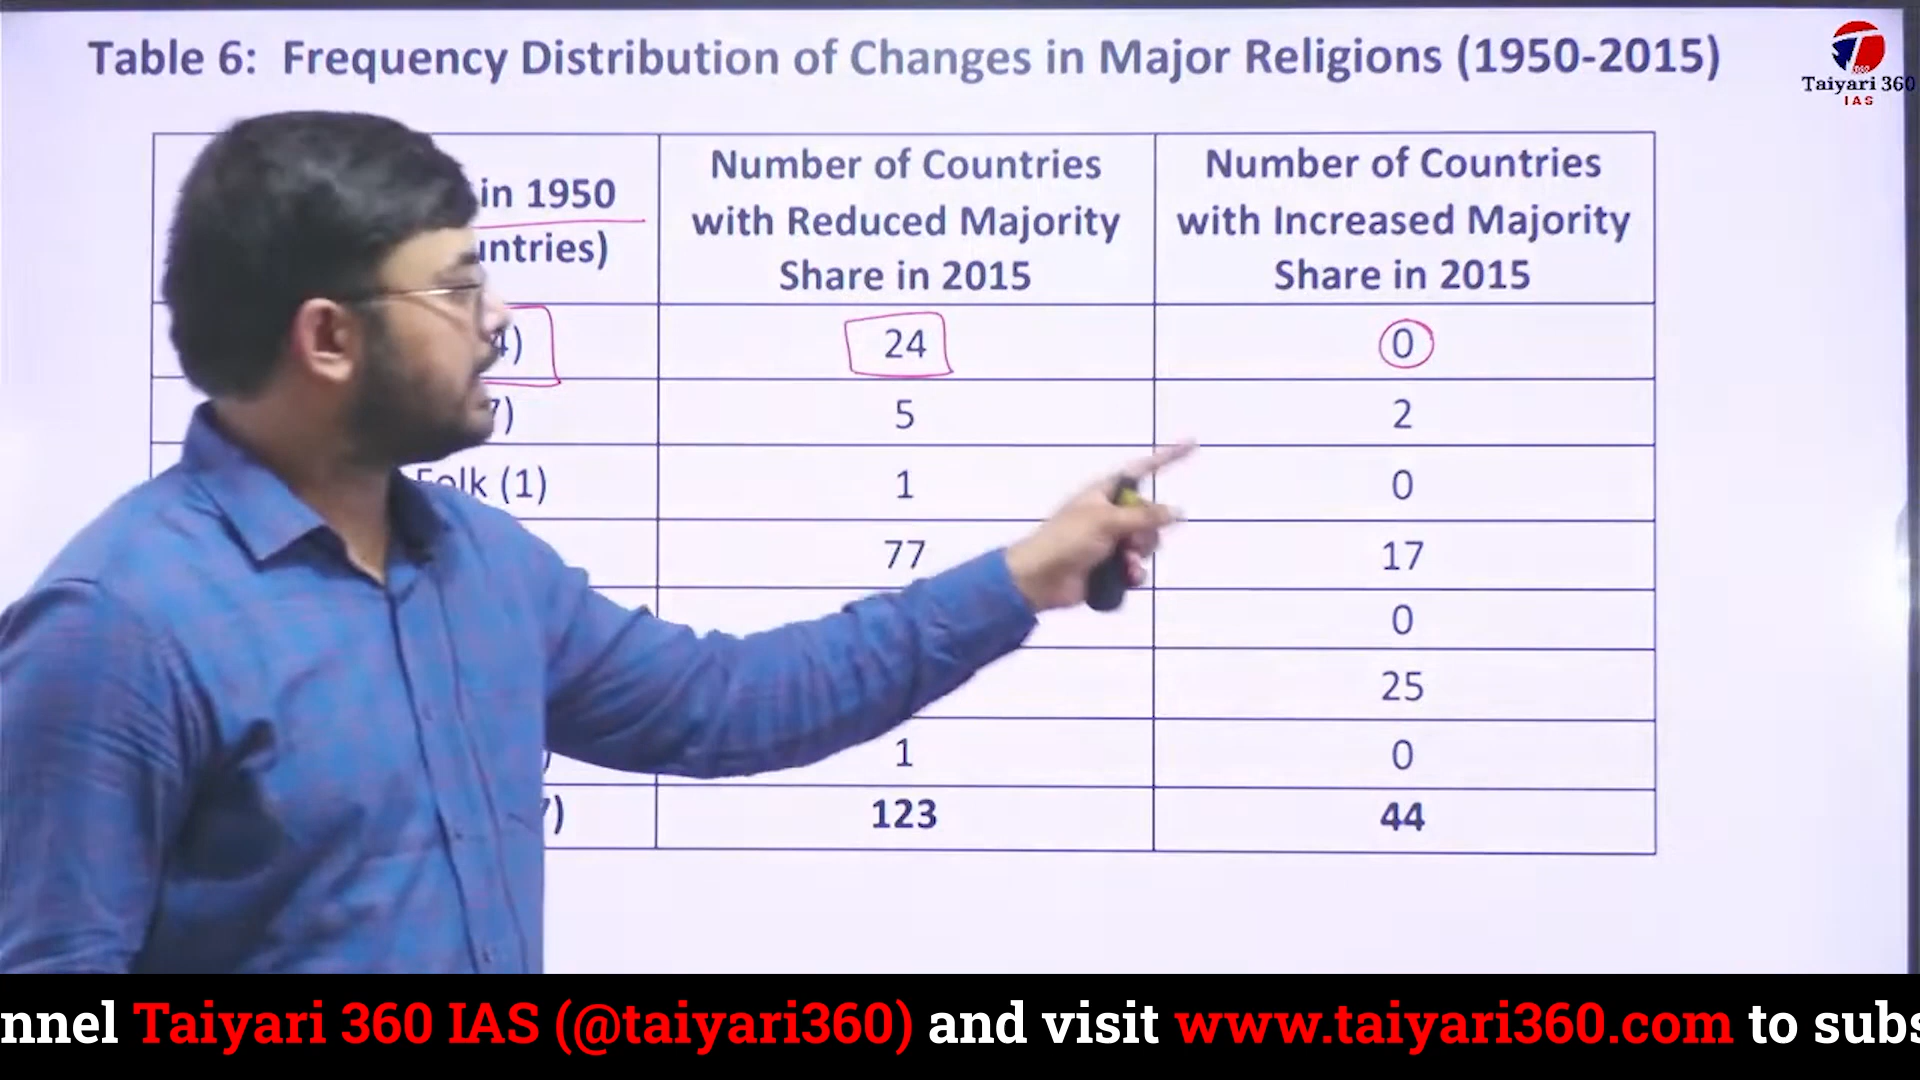 Table 6: Frequency Distribution of Changes in Major Religions (1950-2015)
Taiyari 360
IAS
in 1950
Number of Countries
with Reduced Majority
Share in 2015
Number of Countries
with Increased Majority
Share in 2015
4) 24 0
7) 5 2
Folk (1) 1 0
77 17
0
25
1 0
7) 123 44
Taiyari 360 IAS (@taiyari360) and visit www.taiyari360.com to